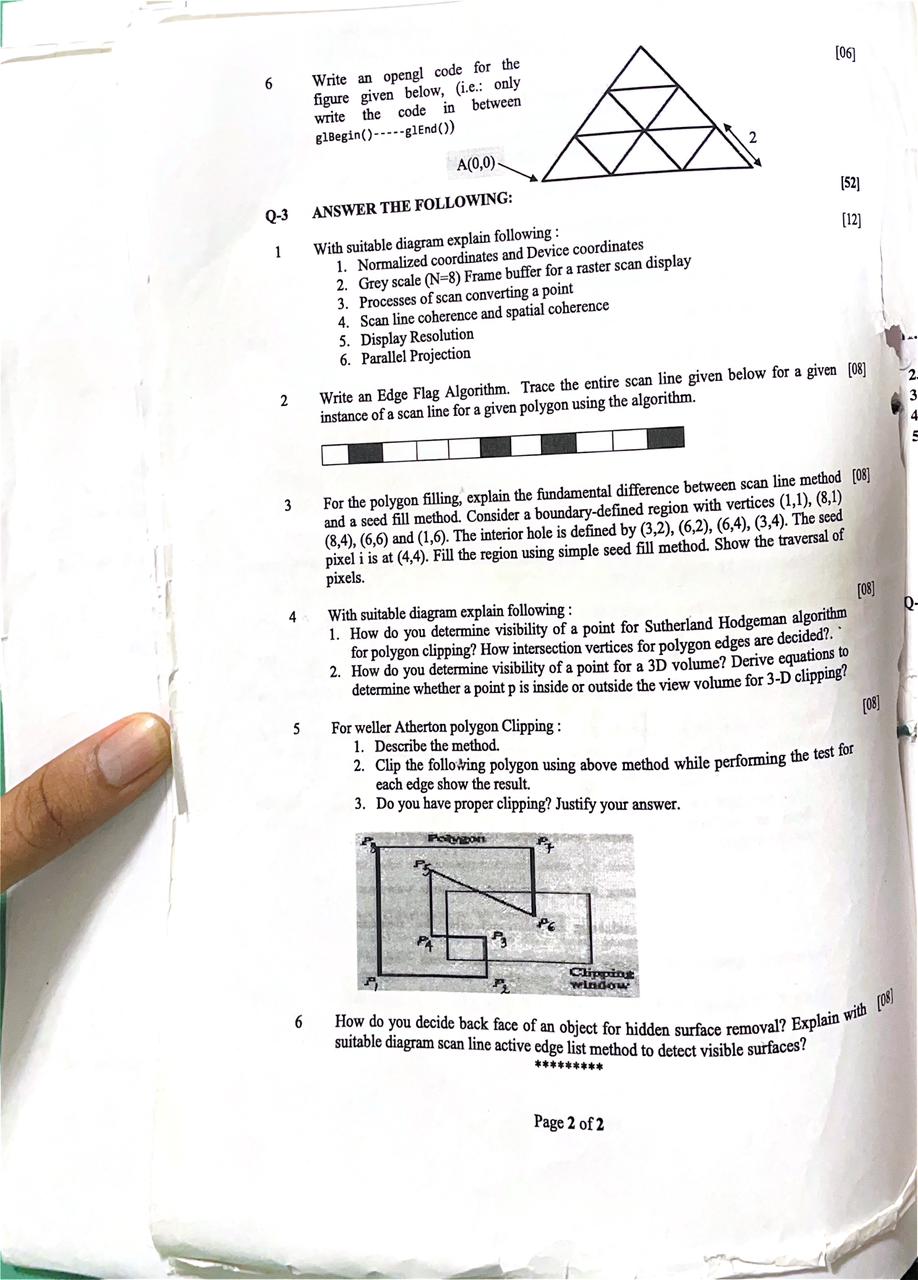 6 Write an opengl code for the [06]
figure given below, (i.e.: only
write the code in between
glBegin()-----glEnd())
2
A(0,0)
[52]
Q-3 ANSWER THE FOLLOWING:
1 With suitable diagram explain following : [12]
1. Normalized coordinates and Device coordinates
2. Grey scale (N=8) Frame buffer for a raster scan display
3. Processes of scan converting a point
4. Scan line coherence and spatial coherence
5. Display Resolution
6. Parallel Projection
2 Write an Edge Flag Algorithm. Trace the entire scan line given below for a given [08]
instance of a scan line for a given polygon using the algorithm.
3 For the polygon filling, explain the fundamental difference between scan line method [08]
and a seed fill method. Consider a boundary-defined region with vertices (1,1), (8,1)
(8,4), (6,6) and (1,6). The interior hole is defined by (3,2), (6,2), (6,4), (3,4). The seed
pixel i is at (4,4). Fill the region using simple seed fill method. Show the traversal of
pixels.
4 With suitable diagram explain following : [08]
1. How do you determine visibility of a point for Sutherland Hodgeman algorithm
for polygon clipping? How intersection vertices for polygon edges are decided?.
2. How do you determine visibility of a point for a 3D volume? Derive equations to
determine whether a point p is inside or outside the view volume for 3-D clipping?
5 For weller Atherton polygon Clipping : [08]
1. Describe the method.
2. Clip the following polygon using above method while performing the test for
each edge show the result.
3. Do you have proper clipping? Justify your answer.
P8 Polygon P7
P5
P6
P4 P3
P1 P2
Clipping
window
6 How do you decide back face of an object for hidden surface removal? Explain with [08]
suitable diagram scan line active edge list method to detect visible surfaces?
*********
Page 2 of 2
2.
3
4
5
Q-